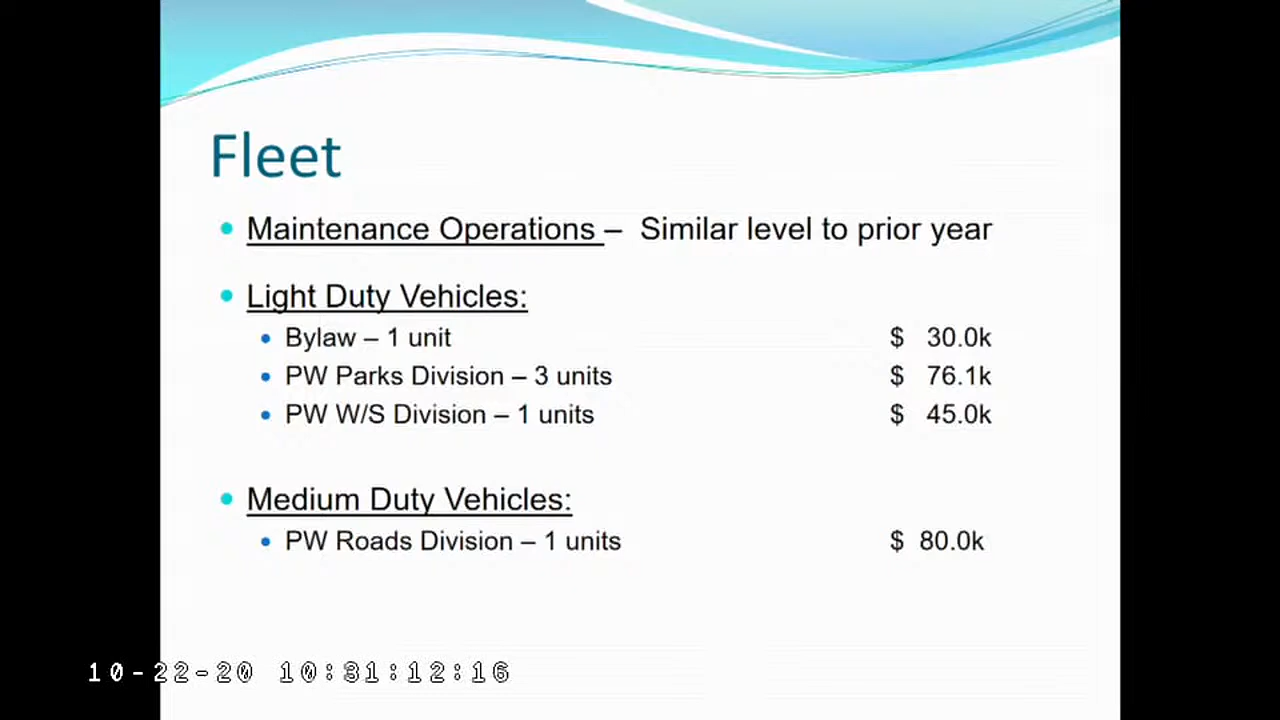 Fleet
Maintenance Operations – Similar level to prior year
Light Duty Vehicles:
Bylaw – 1 unit $ 30.0k
PW Parks Division – 3 units $ 76.1k
PW W/S Division – 1 units $ 45.0k
Medium Duty Vehicles:
PW Roads Division – 1 units $ 80.0k
10-22-20 10:31:12:16